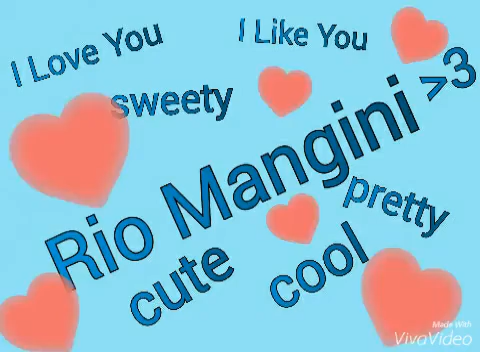 I Love You
I Like You
sweety
Rio Mangini <3
pretty
cute
cool
Made With
VivaVideo